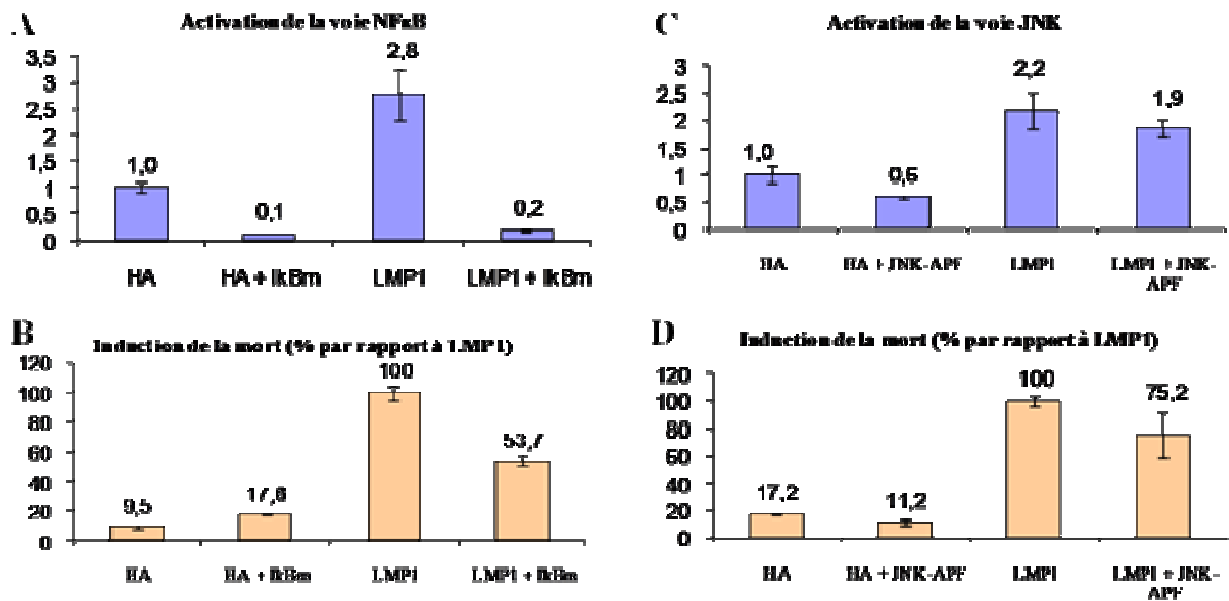 A
Activation de la voie NFκB
3,5
3
2,5
2
1,5
1
0,5
0
1,0
0,1
2,8
0,2
HA
HA + IkBm
LMP1
LMP1 + IkBm
B
Induction de la mort (% par rapport à LMP1)
120
100
80
60
40
20
0
9,5
17,8
100
53,7
HA
HA + IkBm
LMP1
LMP1 + IkBm
C
Activation de la voie JNK
3
2,5
2
1,5
1
0,5
0
1,0
0,6
2,2
1,9
HA
HA + JNK-APF
LMP1
LMP1 + JNK-
APF
D
Induction de la mort (% par rapport à LMP1)
120
100
80
60
40
20
0
17,2
11,2
100
75,2
HA
HA + JNK-APF
LMP1
LMP1 + JNK-
APF